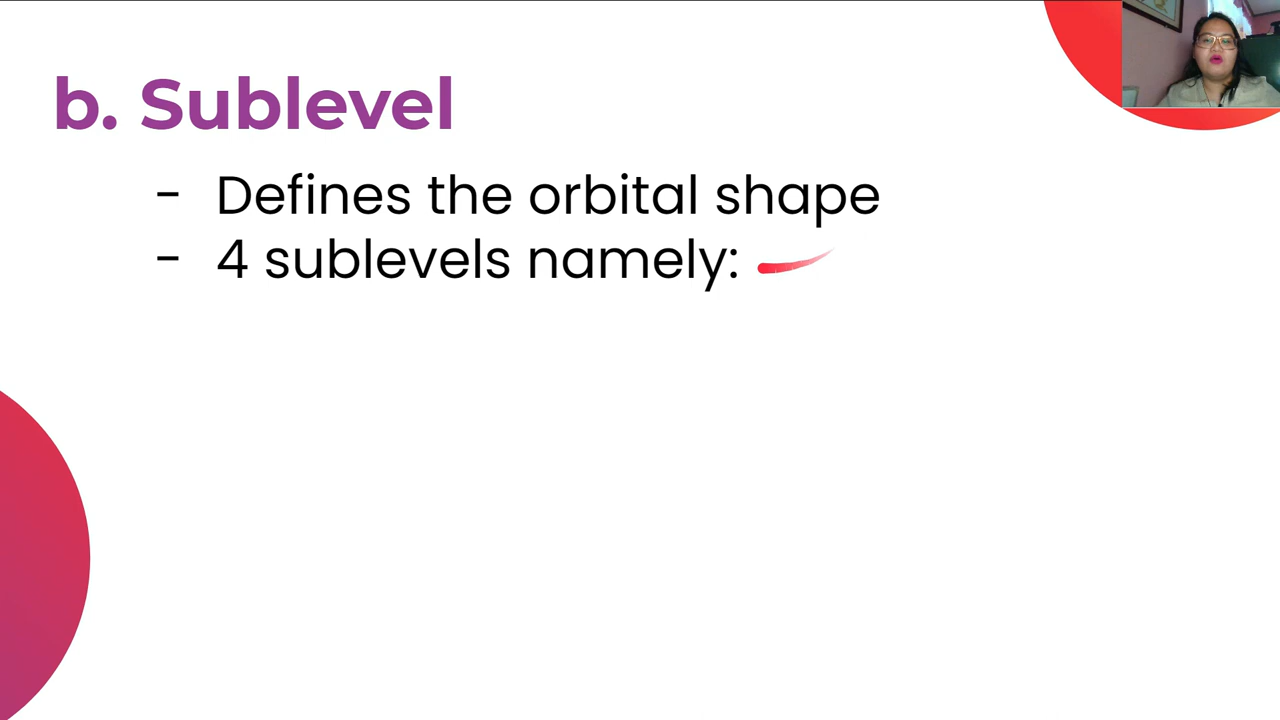 b. Sublevel
- Defines the orbital shape
- 4 sublevels namely: